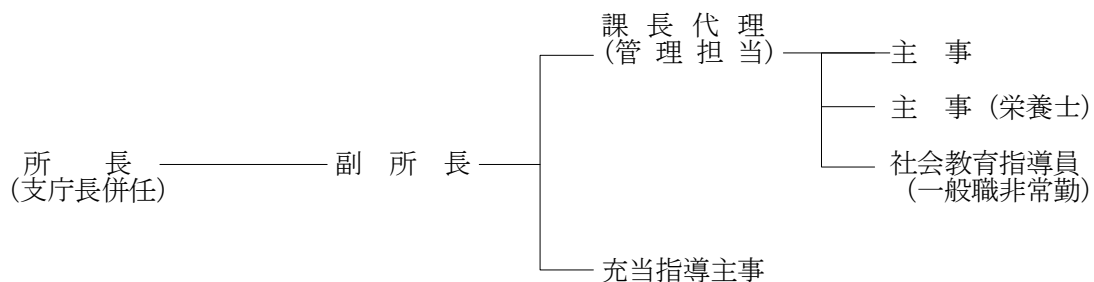 課 長 代 理
(管 理 担 当)
主 事
主 事 (栄養士)
所 長
(支庁長併任)
副 所 長
社会教育指導員
(一般職非常勤)
充当指導主事